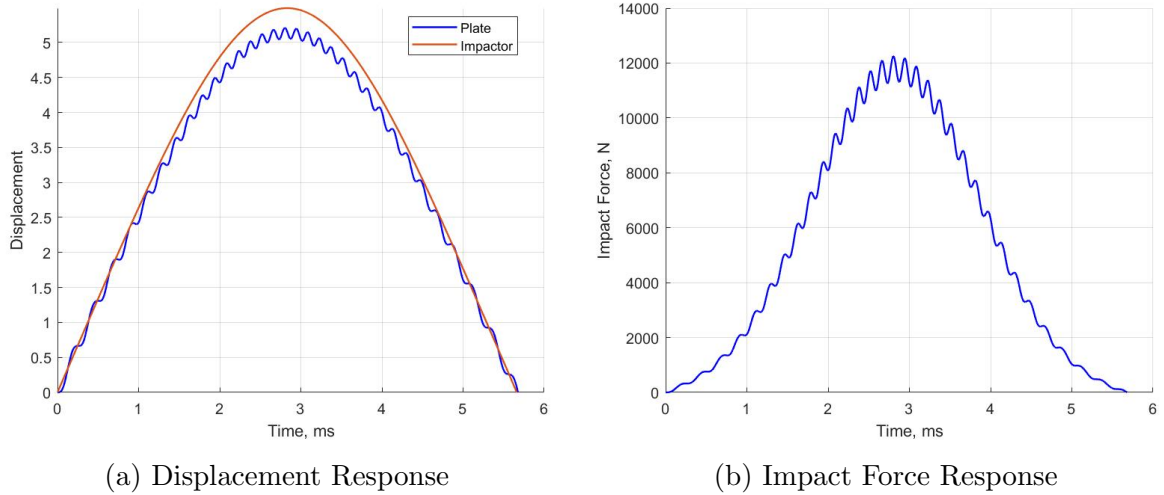 Plate
Impactor
5
4.5
4
3.5
3
2.5
2
1.5
1
0.5
0
Displacement
0 1 2 3 4 5 6
Time, ms
(a) Displacement Response
14000
12000
10000
8000
6000
4000
2000
0
Impact Force, N
0 1 2 3 4 5 6
Time, ms
(b) Impact Force Response